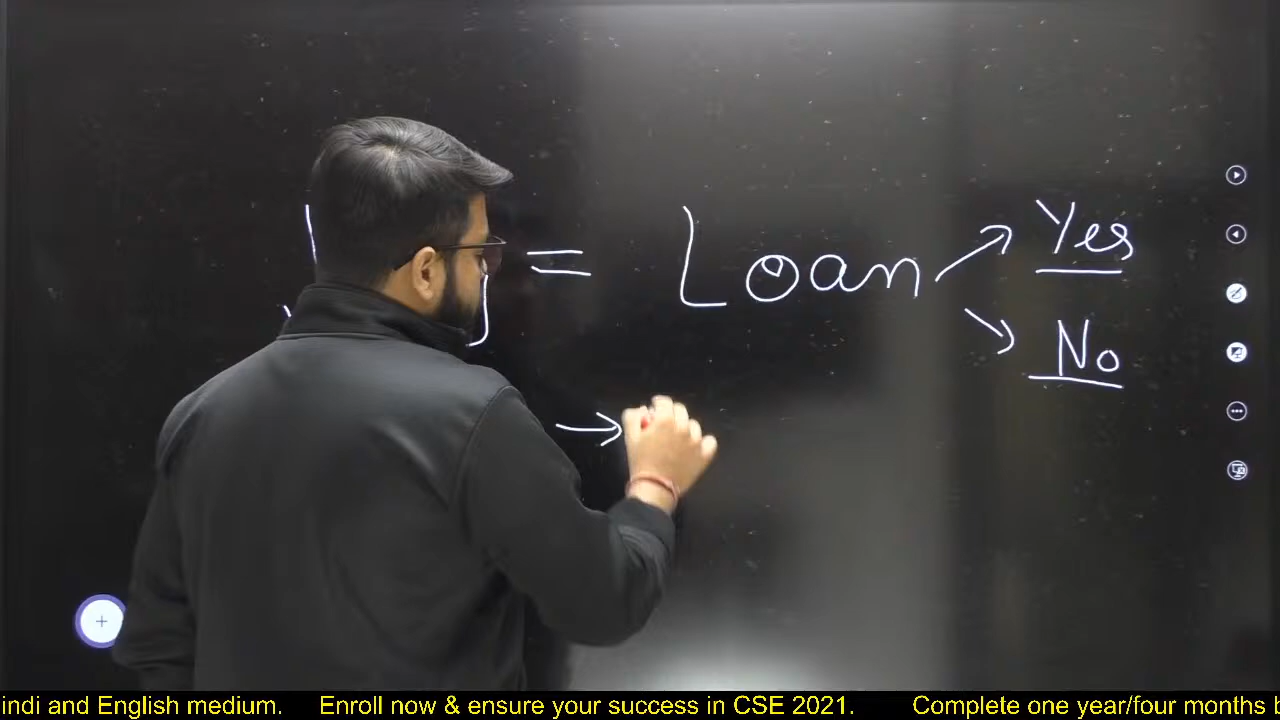 = Loan → Yes
→ No
→
indi and English medium. Enroll now & ensure your success in CSE 2021. Complete one year/four months